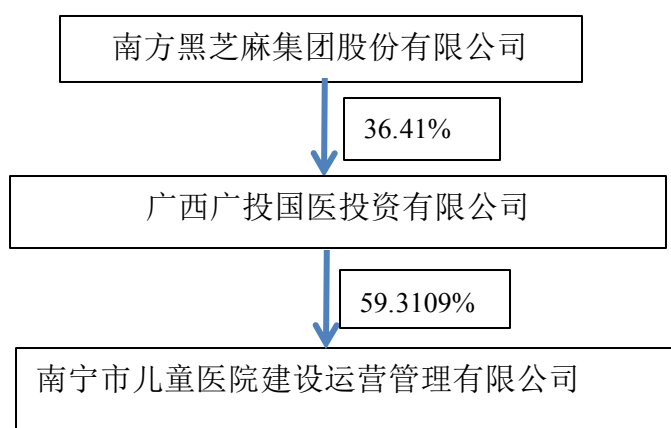 南方黑芝麻集团股份有限公司
36.41%
广西广投国医投资有限公司
59.3109%
南宁市儿童医院建设运营管理有限公司